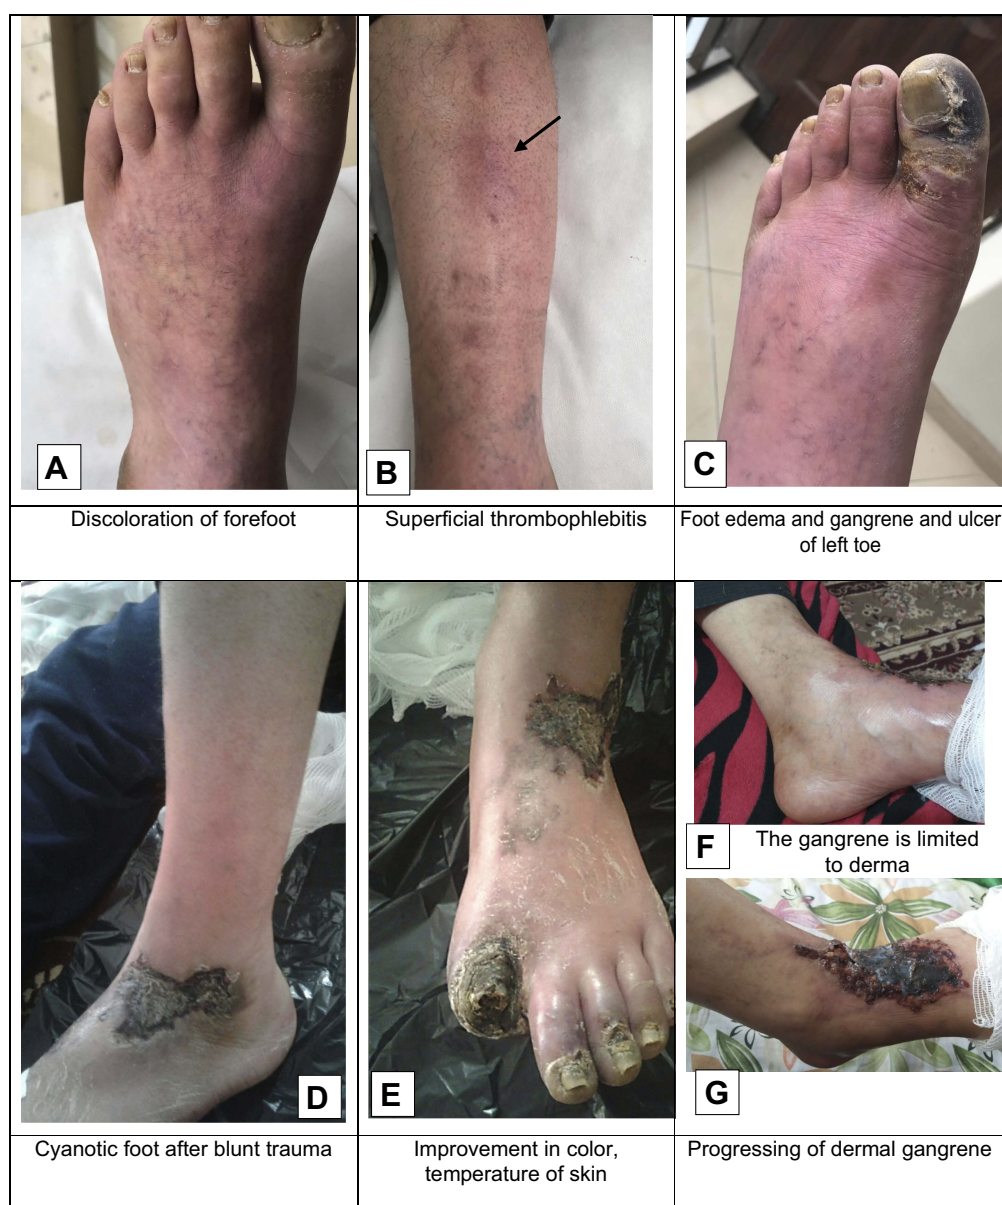 A
B
C
Discoloration of forefoot
Superficial thrombophlebitis
Foot edema and gangrene and ulcer
of left toe
D
E
F
The gangrene is limited
to derma
G
Cyanotic foot after blunt trauma
Improvement in color,
temperature of skin
Progressing of dermal gangrene